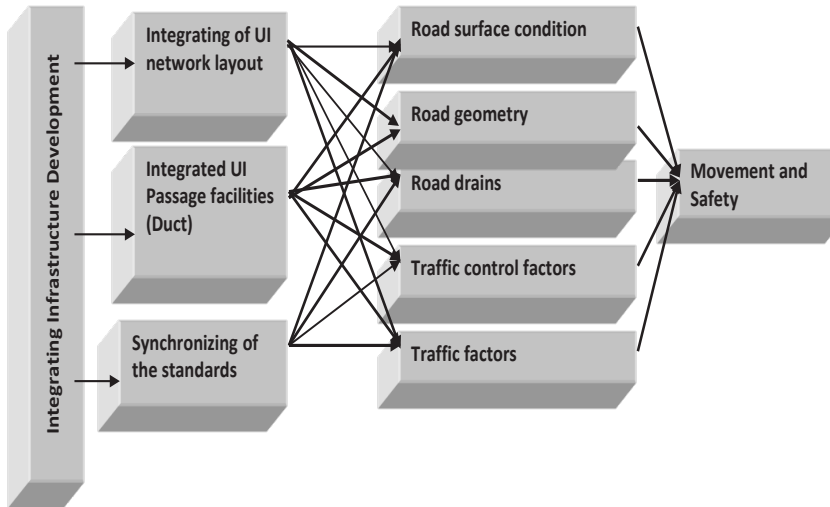 Integrating Infrastructure Development
Integrating of UI
network layout
Integrated UI
Passage facilities
(Duct)
Synchronizing of
the standards
Road surface condition
Road geometry
Road drains
Traffic control factors
Traffic factors
Movement and
Safety